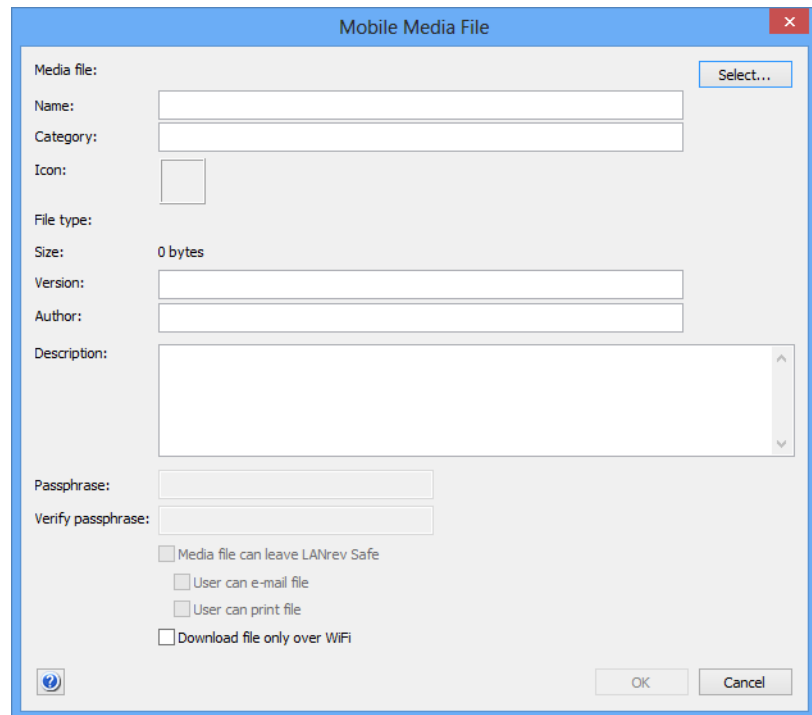 Mobile Media File
Media file:
Select...
Name:
Category:
Icon:
File type:
Size: 0 bytes
Version:
Author:
Description:
Passphrase:
Verify passphrase:
Media file can leave LANrev Safe
User can e-mail file
User can print file
Download file only over WiFi
OK Cancel